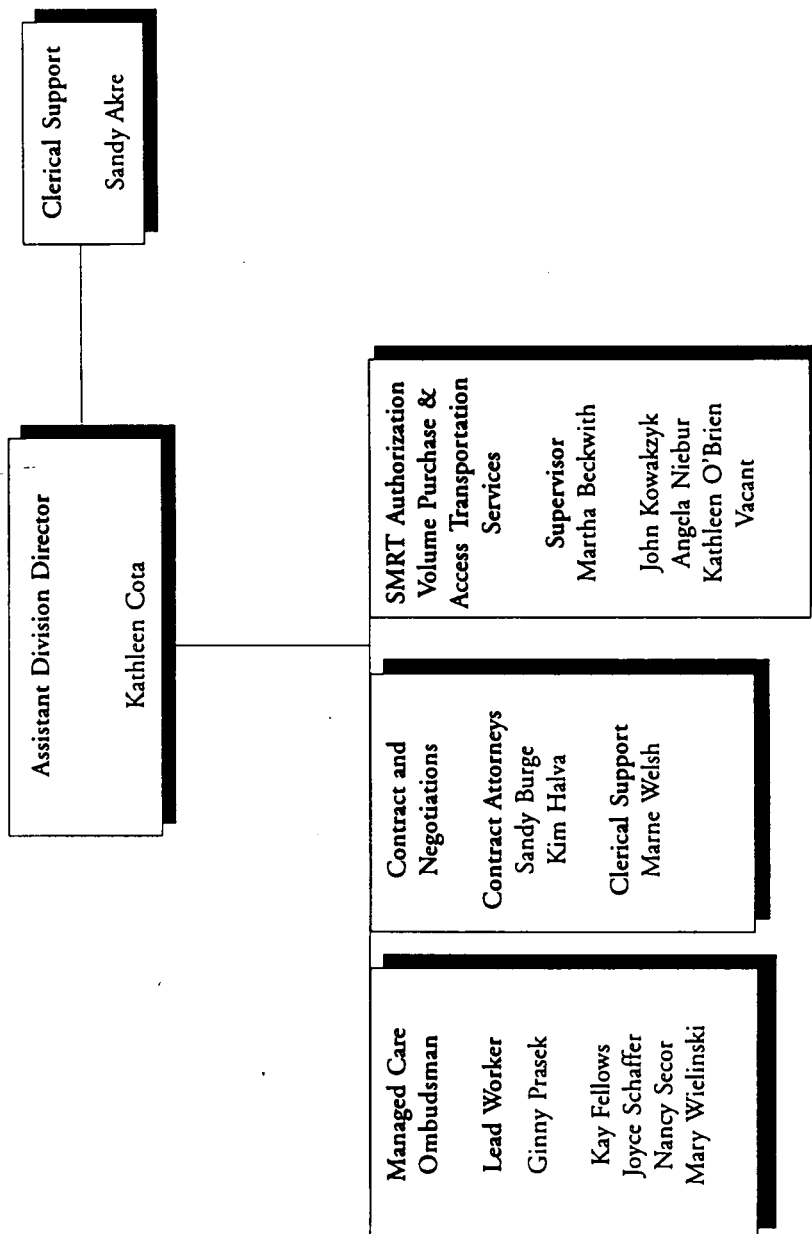 Assistant Division Director
Kathleen Cota
Clerical Support
Sandy Akre
Managed Care
Ombudsman
Lead Worker
Ginny Prasek
Kay Fellows
Joyce Schaffer
Nancy Secor
Mary Wielinski
Contract and
Negotiations
Contract Attorneys
Sandy Burge
Kim Halva
Clerical Support
Marne Welsh
SMRT Authorization
Volume Purchase &
Access Transportation
Services
Supervisor
Martha Beckwith
John Kowakzyk
Angela Niebur
Kathleen O'Brien
Vacant